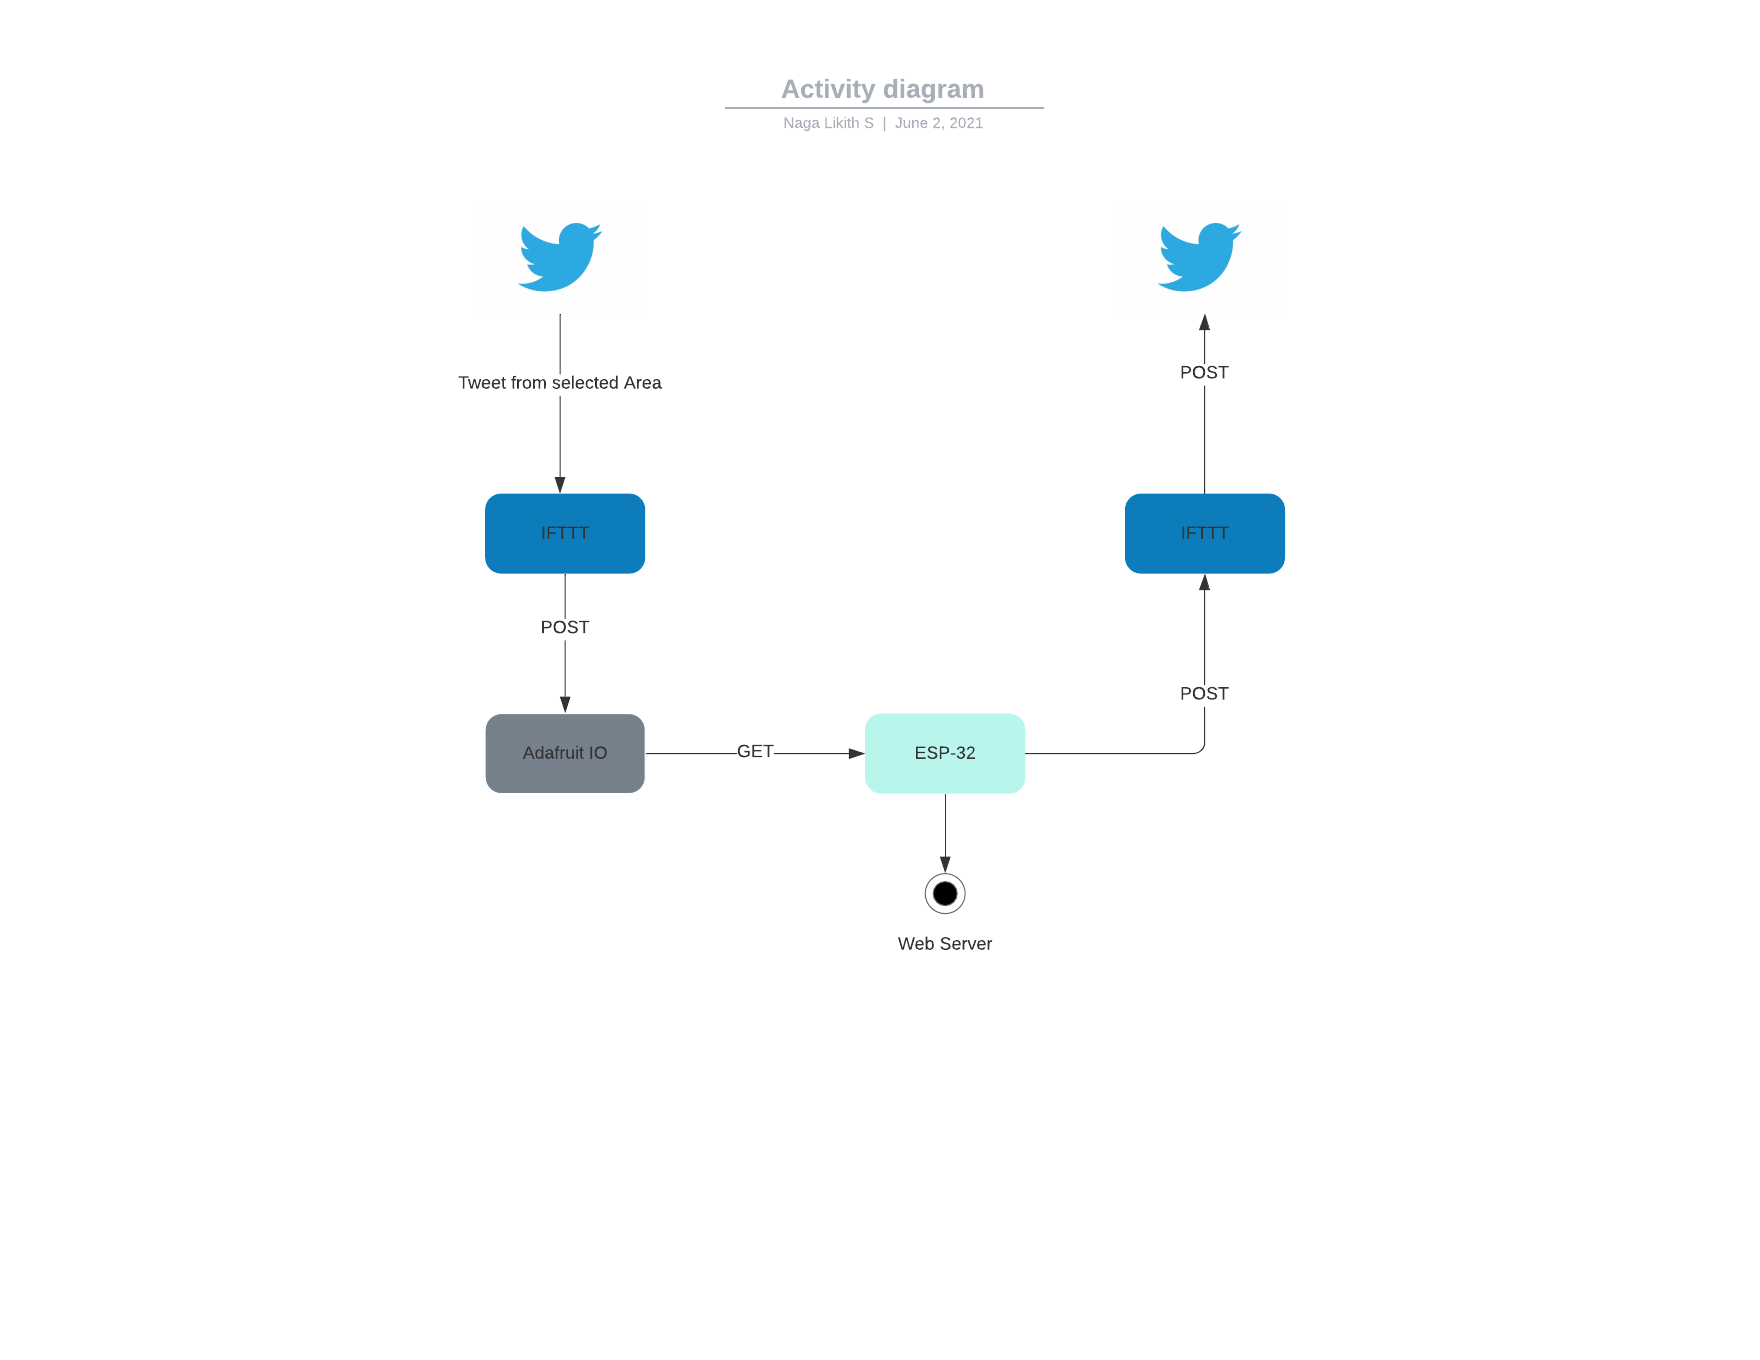 Activity diagram
Naga Likith S | June 2, 2021
Tweet from selected Area
POST
IFTTT
IFTTT
POST
POST
Adafruit IO
GET
ESP-32
Web Server